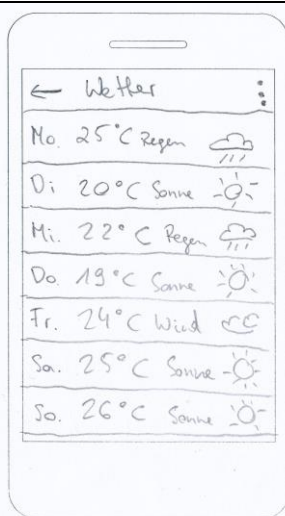 ← Wetter ⋮
Mo. 25°C Regen
Di 20°C Sonne
Mi. 22°C Regen
Do. 19°C Sonne
Fr. 24°C Wind
Sa. 25°C Sonne
So. 26°C Sonne